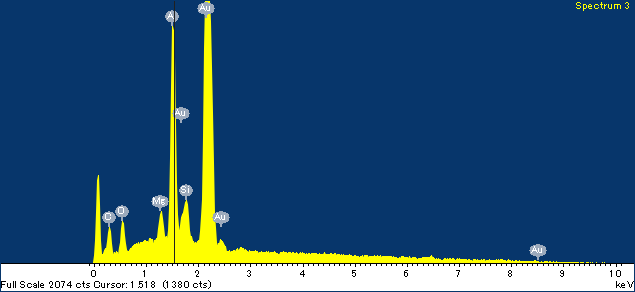 Spectrum 3
Au
Al
Au
Si
Mg
O
Au
Au
0 1 2 3 4 5 6 7 8 9 10
Full Scale 2074 cts Cursor: 1.518 (1380 cts) keV